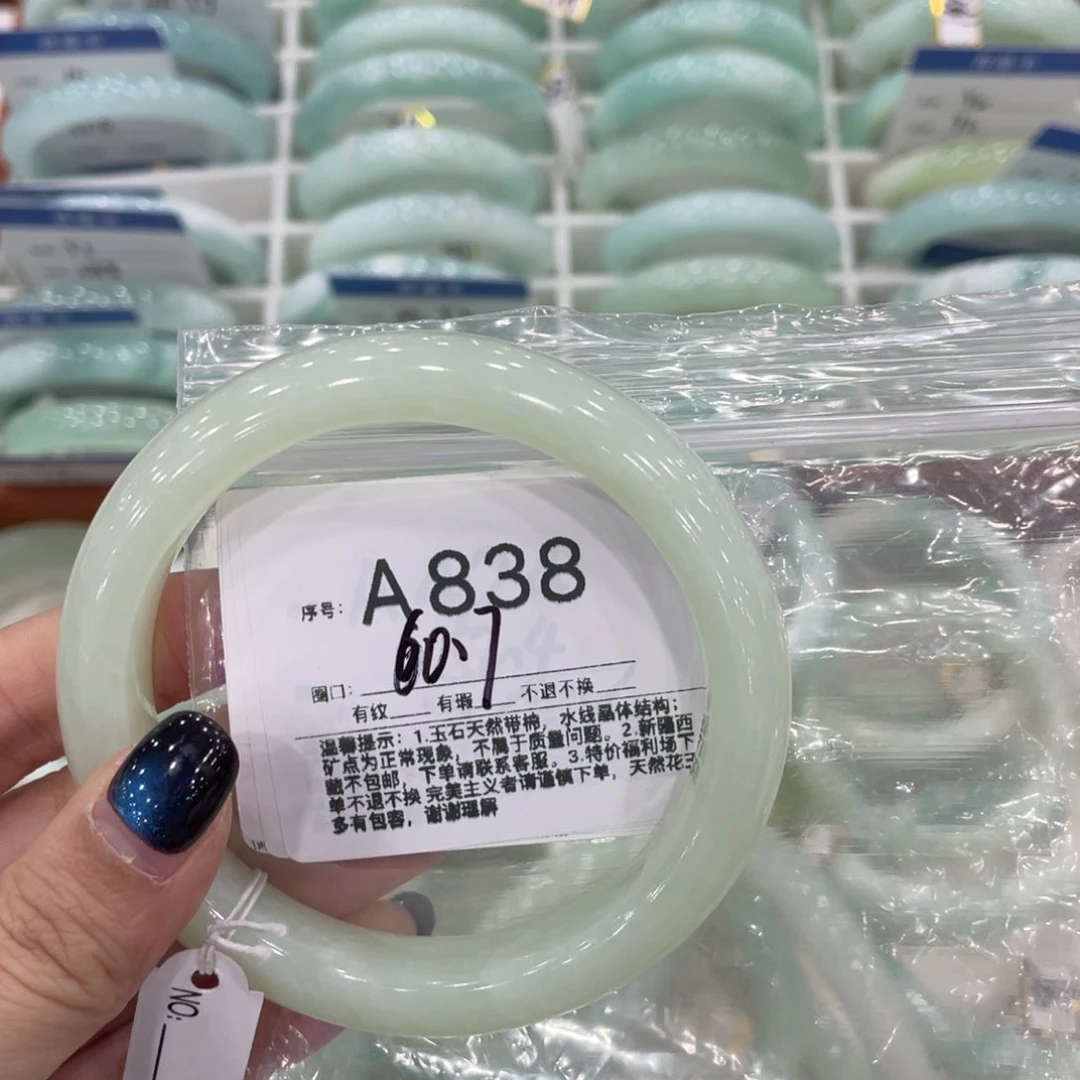 序号: A838
60.7
圈口:
有纹 有瑕 不退不换
温馨提示：1.玉石天然带棉，水线晶体结构；
矿点为正常现象，不属于质量问题。2.新疆西
藏不包邮，下单请联系客服。3.特价福利场下
单不退不换 完美主义者请谨慎下单，天然花
多有包容，谢谢理解
NO: